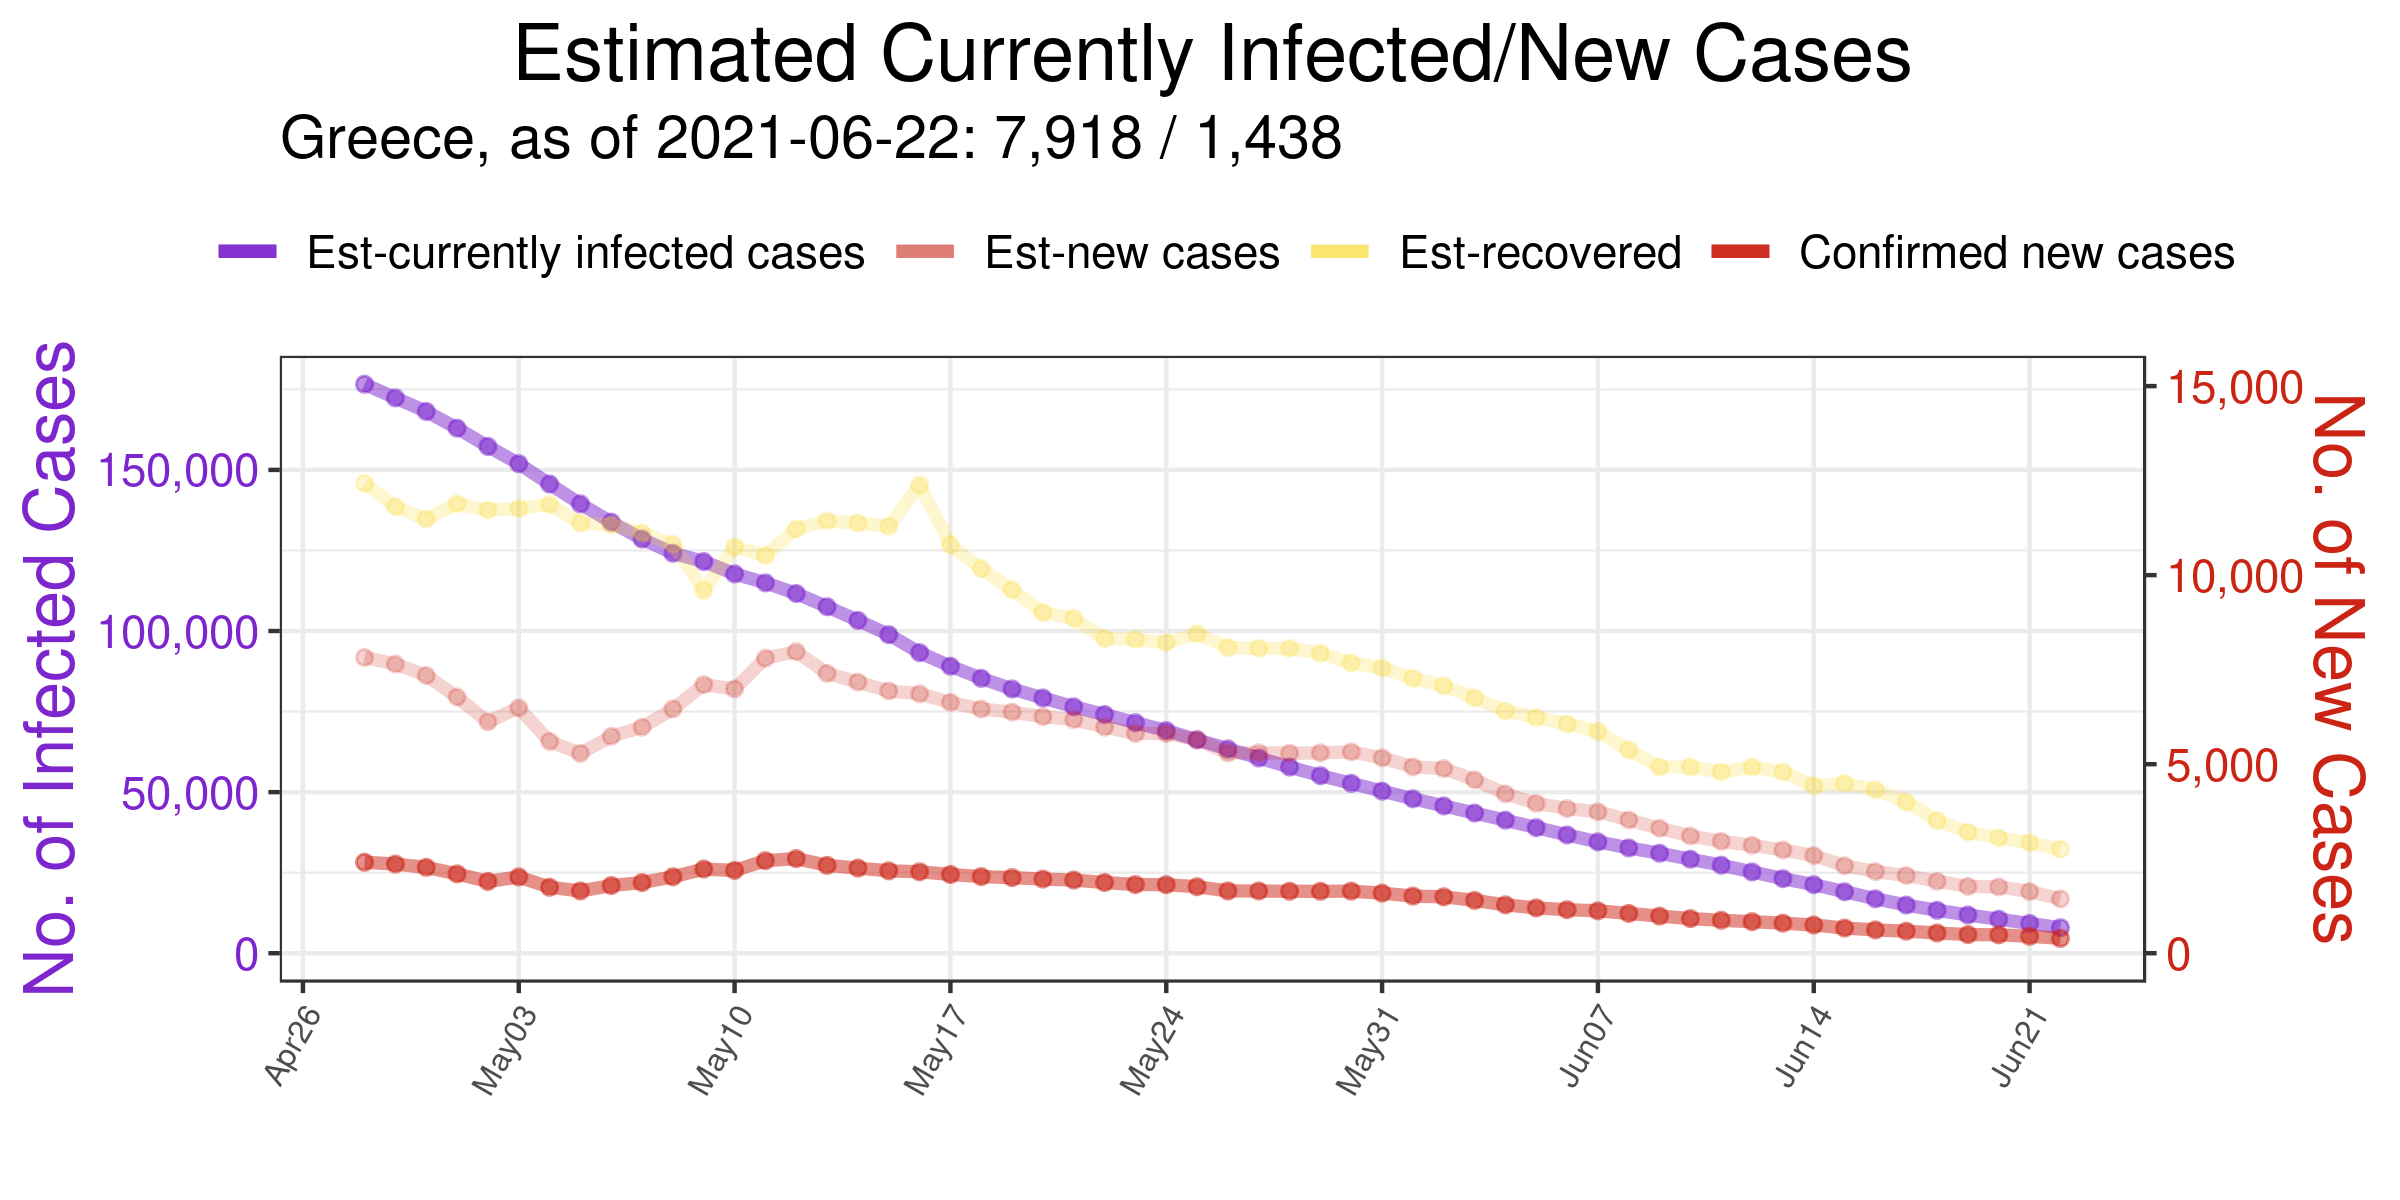 Estimated Currently Infected/New Cases
Greece, as of 2021-06-22: 7,918 / 1,438
Est-currently infected cases Est-new cases Est-recovered Confirmed new cases
No. of Infected Cases
150,000
100,000
50,000
0
15,000
10,000
5,000
0
No. of New Cases
Apr26 May03 May10 May17 May24 May31 Jun07 Jun14 Jun21